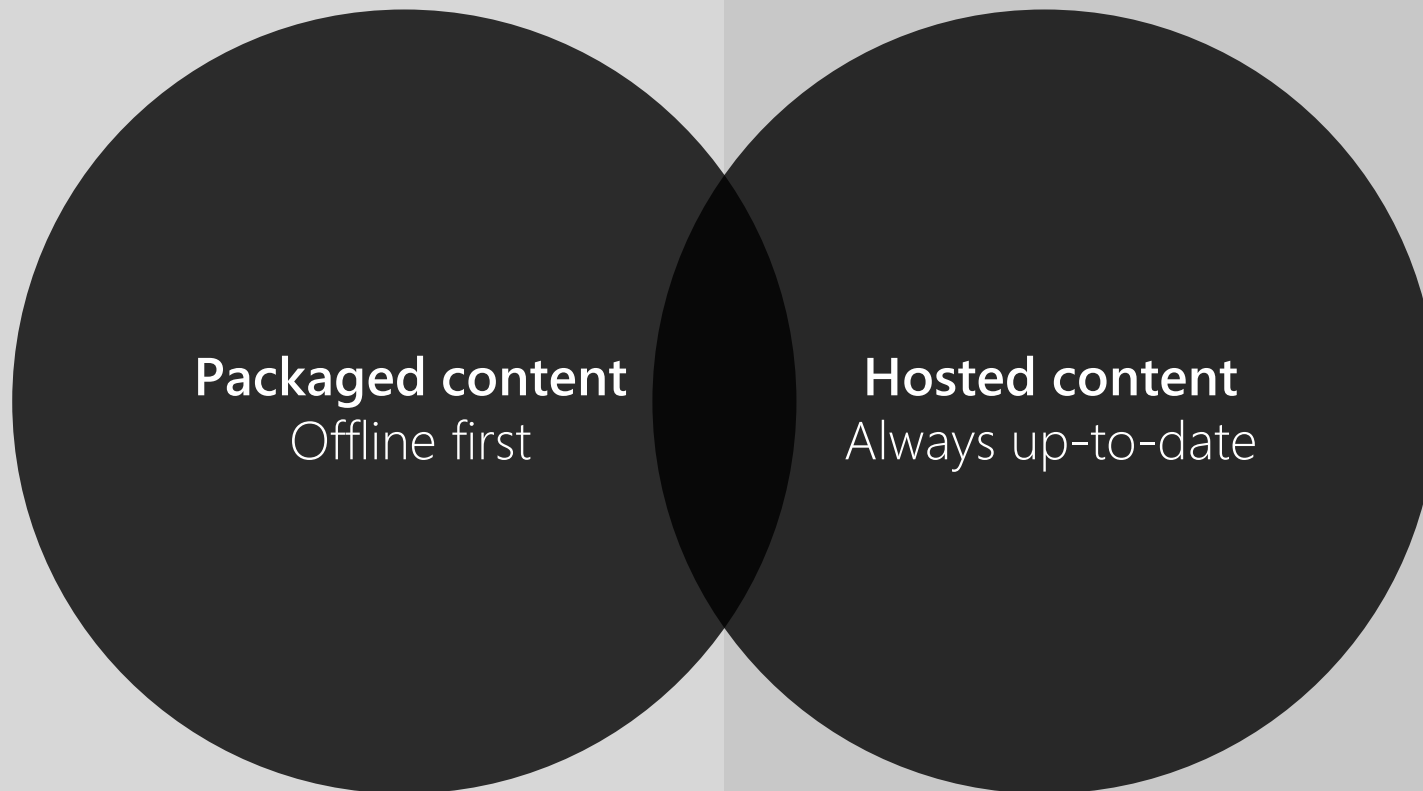 Packaged content
Offline first
Hosted content
Always up-to-date